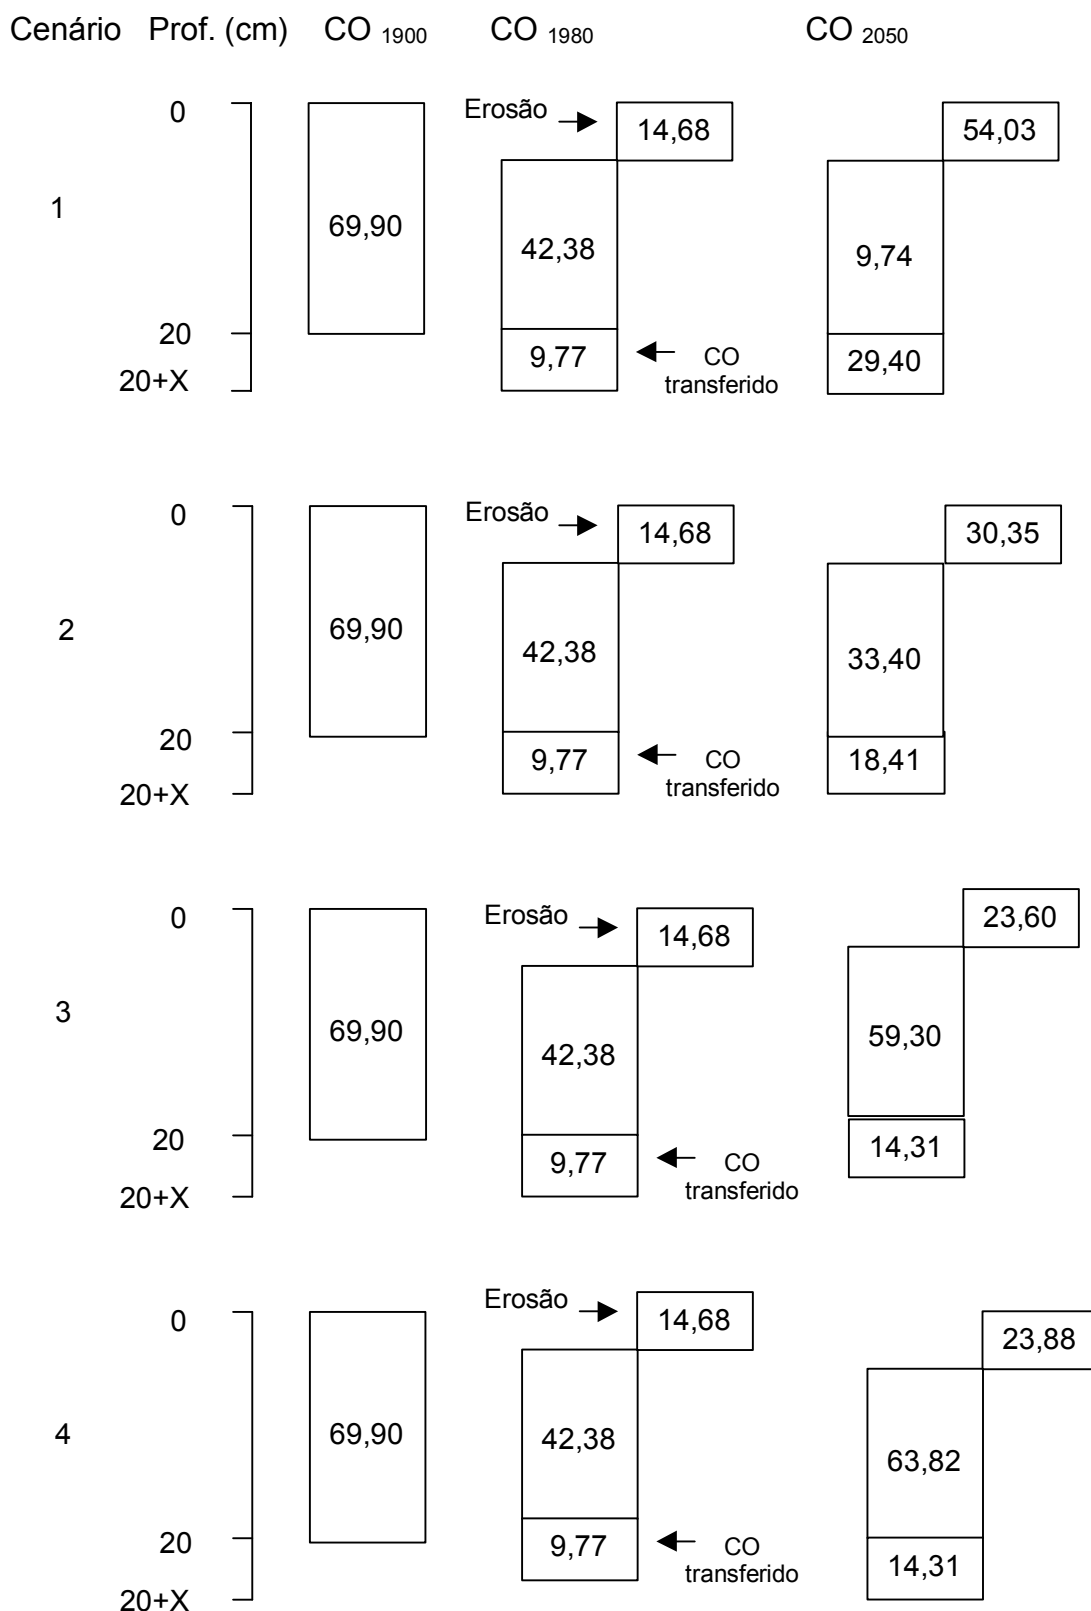 Cenário Prof. (cm) CO 1900 CO 1980 CO 2050
0
Erosão
14,68
54,03
1
69,90
42,38
9,74
20
9,77
CO
transferido
29,40
20+X
0
Erosão
14,68
30,35
2
69,90
42,38
33,40
20
9,77
CO
transferido
18,41
20+X
0
Erosão
14,68
23,60
3
69,90
42,38
59,30
20
9,77
CO
transferido
14,31
20+X
0
Erosão
14,68
23,88
4
69,90
42,38
63,82
20
9,77
CO
transferido
14,31
20+X